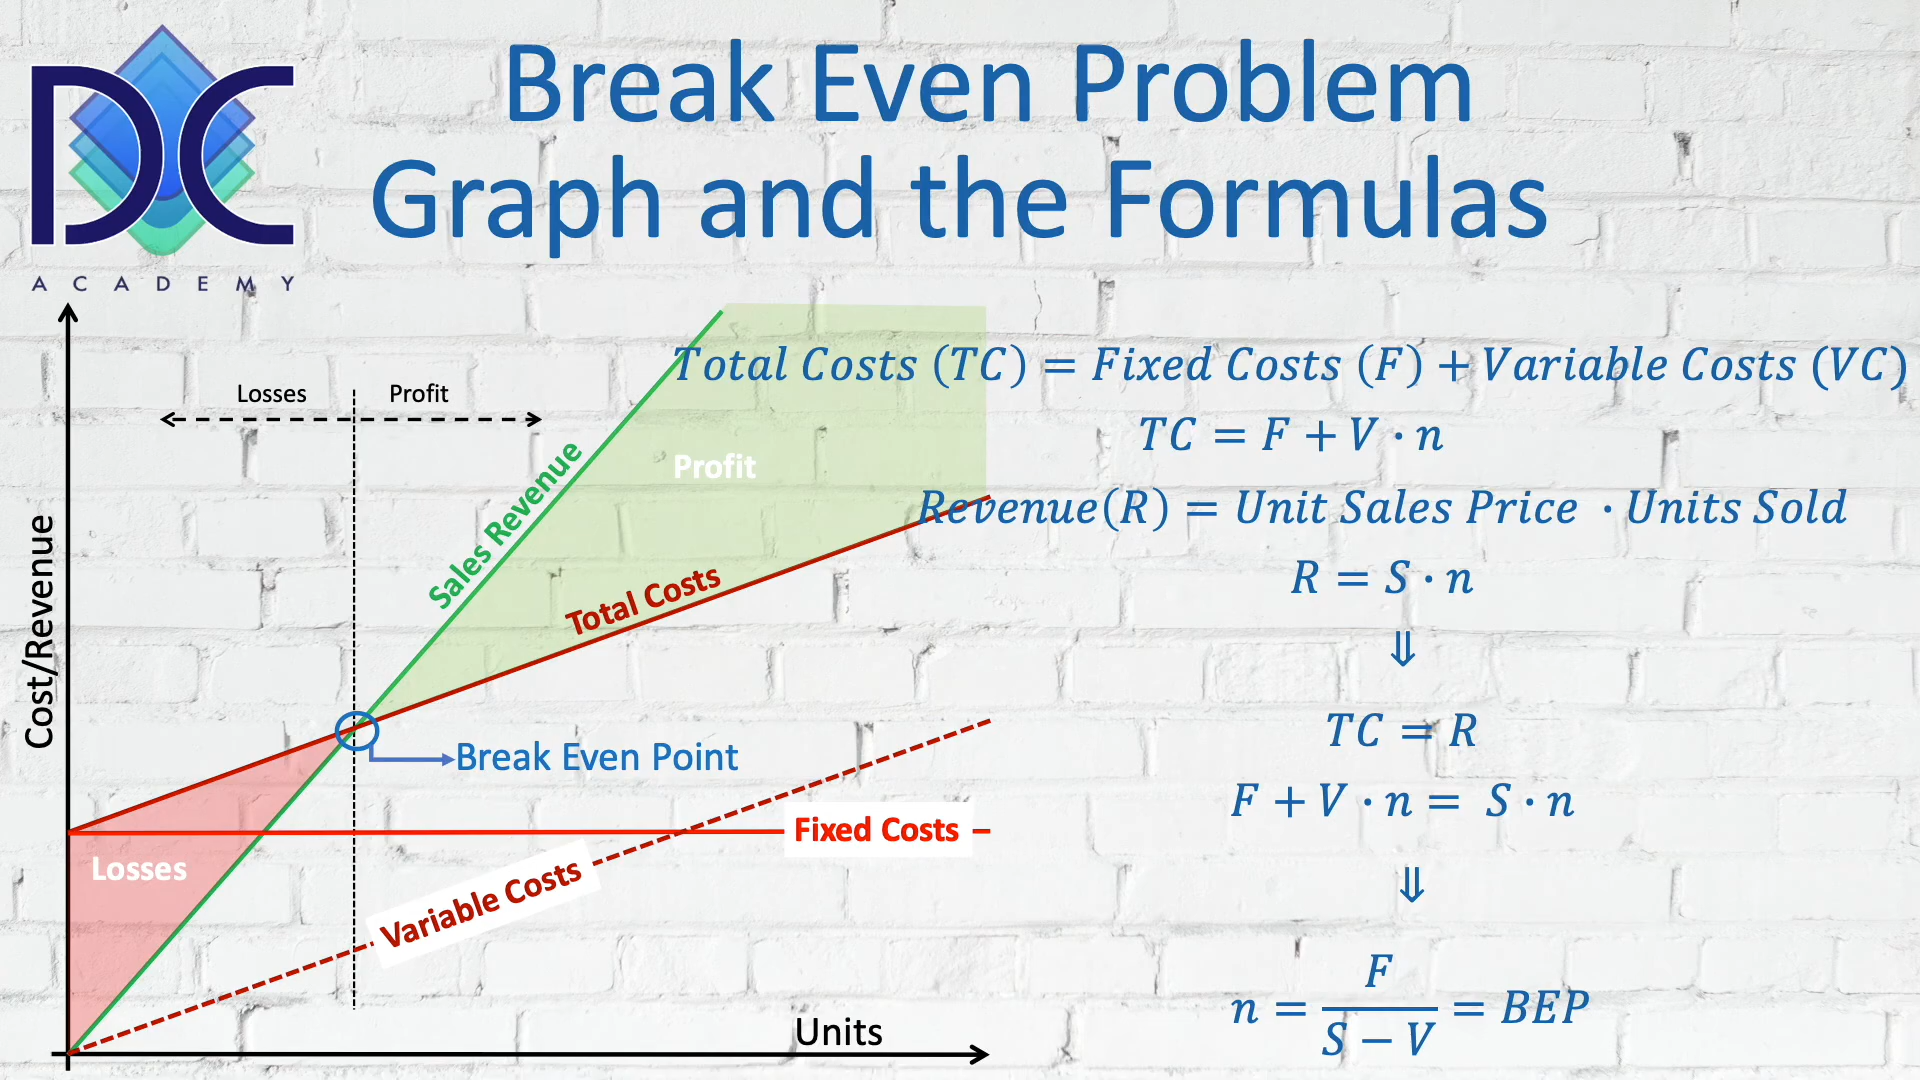 DC
ACADEMY
Break Even Problem
Graph and the Formulas
Cost/Revenue
Losses
Profit
Sales Revenue
Profit
Total Costs
Break Even Point
Fixed Costs
Losses
Variable Costs
Units
Total Costs (TC) = Fixed Costs (F) + Variable Costs (VC)
TC = F + V · n
Revenue(R) = Unit Sales Price · Units Sold
R = S · n
⇓
TC = R
F + V · n = S · n
⇓
n = F / (S − V) = BEP